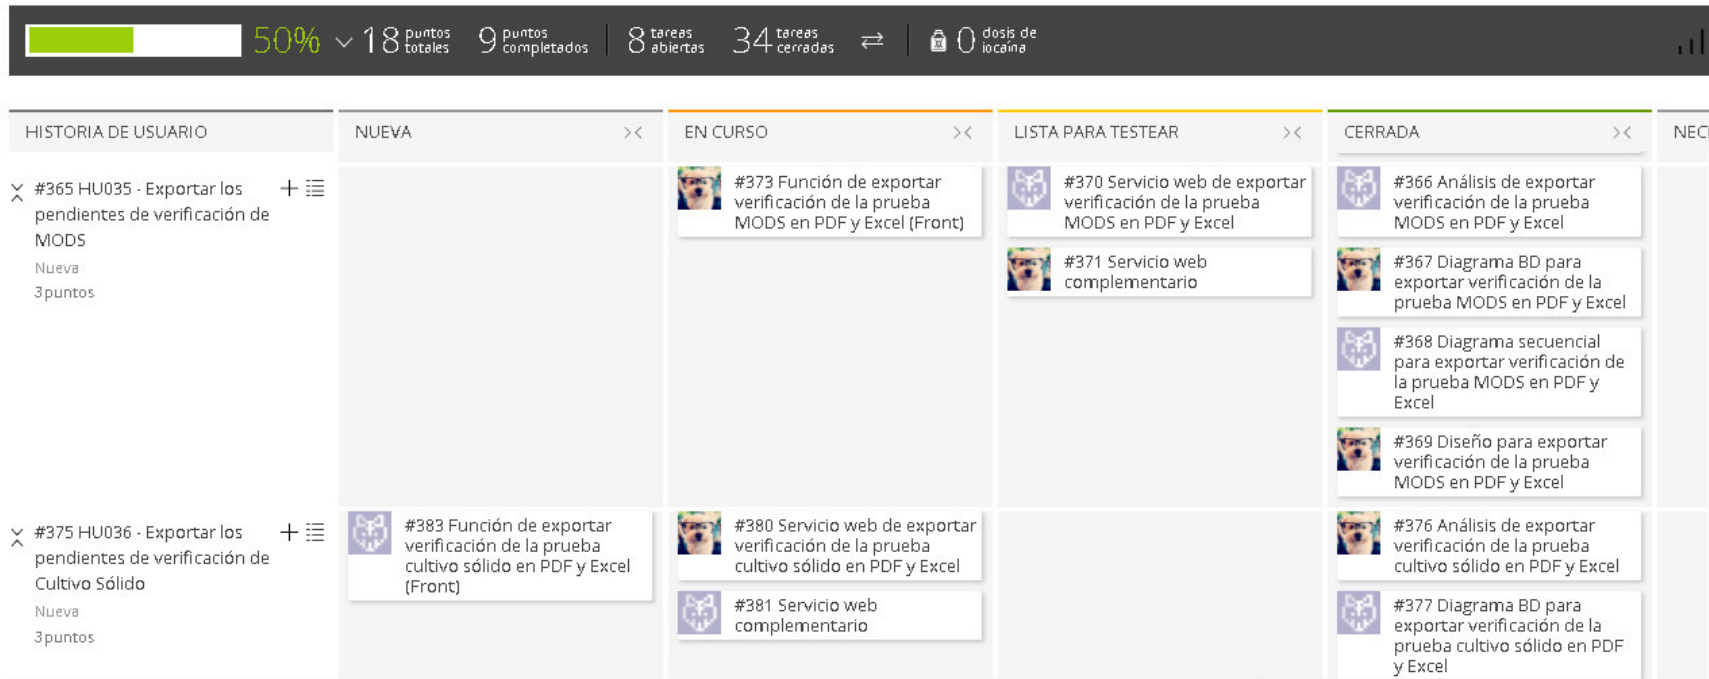 50% 18 puntos totales 9 puntos completados 8 tareas abiertas 34 tareas cerradas 0 dosis de iocaína
HISTORIA DE USUARIO
NUEVA
EN CURSO
LISTA PARA TESTEAR
CERRADA
NECE
#365 HU035 - Exportar los
pendientes de verificación de
MODS
Nueva
3puntos
#373 Función de exportar
verificación de la prueba
MODS en PDF y Excel (Front)
#370 Servicio web de exportar
verificación de la prueba
MODS en PDF y Excel
#371 Servicio web
complementario
#366 Análisis de exportar
verificación de la prueba
MODS en PDF y Excel
#367 Diagrama BD para
exportar verificación de la
prueba MODS en PDF y Excel
#368 Diagrama secuencial
para exportar verificación de
la prueba MODS en PDF y
Excel
#369 Diseño para exportar
verificación de la prueba
MODS en PDF y Excel
#375 HU036 - Exportar los
pendientes de verificación de
Cultivo Sólido
Nueva
3puntos
#383 Función de exportar
verificación de la prueba
cultivo sólido en PDF y Excel
(Front)
#380 Servicio web de exportar
verificación de la prueba
cultivo sólido en PDF y Excel
#381 Servicio web
complementario
#376 Análisis de exportar
verificación de la prueba
cultivo sólido en PDF y Excel
#377 Diagrama BD para
exportar verificación de la
prueba cultivo sólido en PDF
y Excel